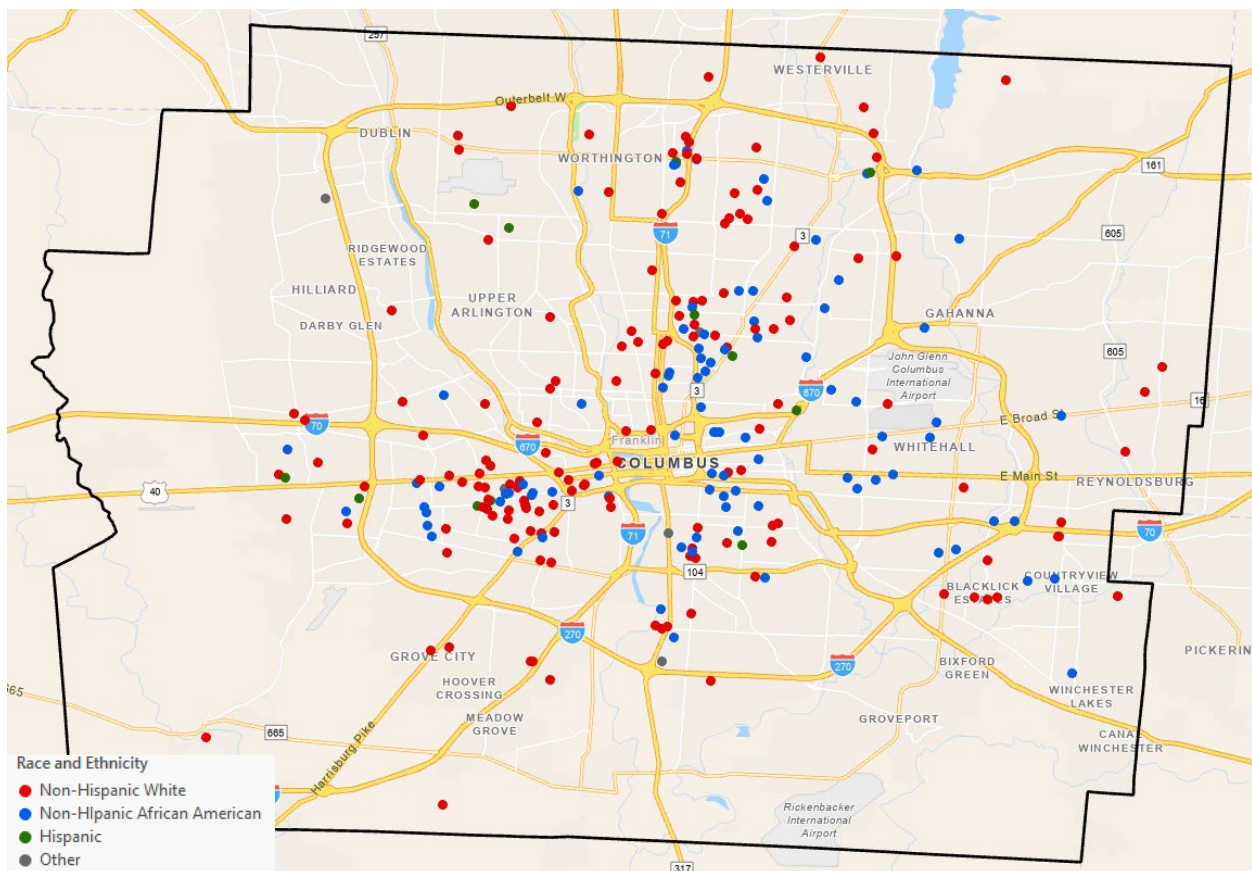 257
WESTERVILLE
Outerbelt W
DUBLIN
WORTHINGTON
161
71
3
605
RIDGEWOOD
ESTATES
HILLIARD
UPPER
ARLINGTON
GAHANNA
DARBY GLEN
John Glenn
Columbus
International
Airport
605
3
670
16
E Broad St
70
670
Franklin
WHITEHALL
COLUMBUS
E Main St
REYNOLDSBURG
40
3
71
70
104
BLACKLICK
ESTATES
COUNTRYVIEW
VILLAGE
270
GROVE CITY
HOOVER
CROSSING
270
BIXFORD
GREEN
PICKERIN
665
WINCHESTER
LAKES
MEADOW
GROVE
GROVEPORT
665
CANAL
WINCHESTER
Harrisburg Pike
Rickenbacker
International
Airport
317
Race and Ethnicity
Non-Hispanic White
Non-HIpanic African American
Hispanic
Other